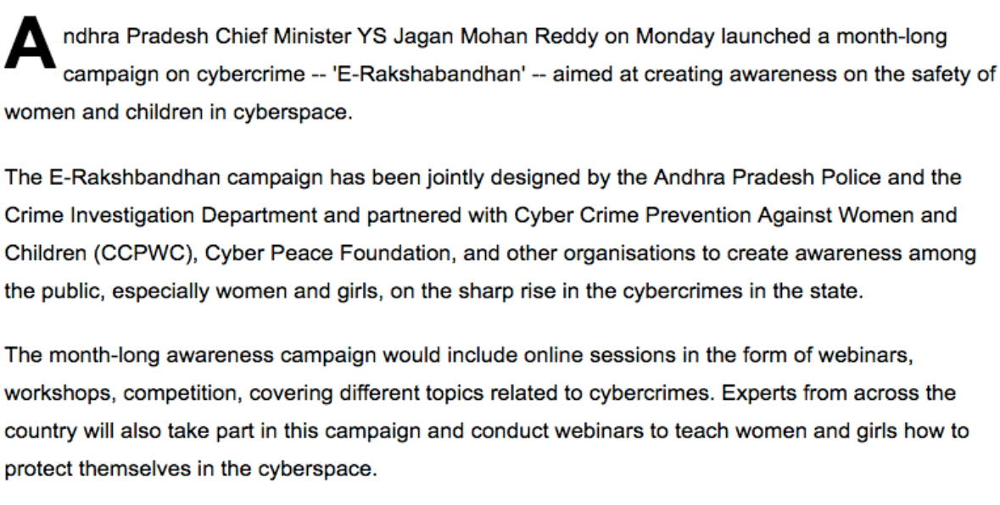 Andhra Pradesh Chief Minister YS Jagan Mohan Reddy on Monday launched a month-long
campaign on cybercrime -- 'E-Rakshabandhan' -- aimed at creating awareness on the safety of
women and children in cyberspace.
The E-Rakshbandhan campaign has been jointly designed by the Andhra Pradesh Police and the
Crime Investigation Department and partnered with Cyber Crime Prevention Against Women and
Children (CCPWC), Cyber Peace Foundation, and other organisations to create awareness among
the public, especially women and girls, on the sharp rise in the cybercrimes in the state.
The month-long awareness campaign would include online sessions in the form of webinars,
workshops, competition, covering different topics related to cybercrimes. Experts from across the
country will also take part in this campaign and conduct webinars to teach women and girls how to
protect themselves in the cyberspace.